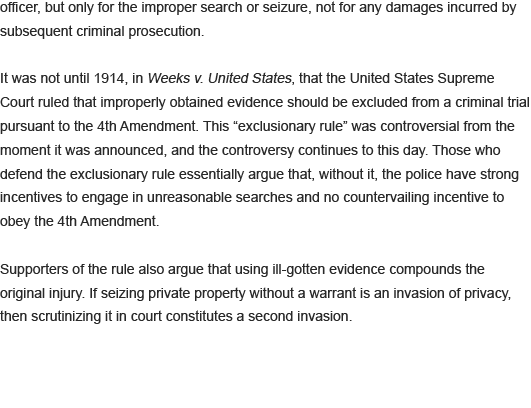 officer, but only for the improper search or seizure, not for any damages incurred by
subsequent criminal prosecution.
It was not until 1914, in Weeks v. United States, that the United States Supreme
Court ruled that improperly obtained evidence should be excluded from a criminal trial
pursuant to the 4th Amendment. This “exclusionary rule” was controversial from the
moment it was announced, and the controversy continues to this day. Those who
defend the exclusionary rule essentially argue that, without it, the police have strong
incentives to engage in unreasonable searches and no countervailing incentive to
obey the 4th Amendment.
Supporters of the rule also argue that using ill-gotten evidence compounds the
original injury. If seizing private property without a warrant is an invasion of privacy,
then scrutinizing it in court constitutes a second invasion.